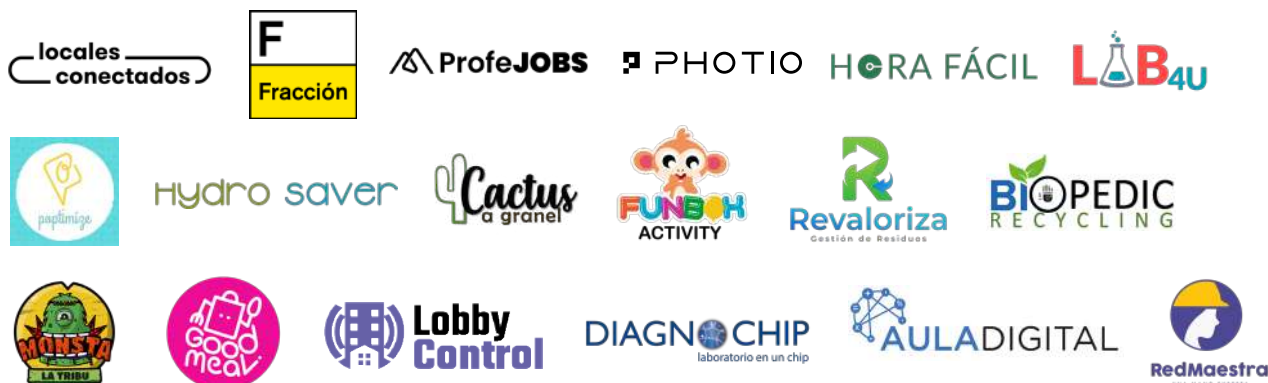 locales
conectados
F
Fracción
ProfeJOBS
PHOTIO
HORA FÁCIL
LAB4U
poptimize
Hydro saver
Cactus
a granel
FUNBOX
ACTIVITY
Revaloriza
Gestión de Residuos
BIOPEDIC
RECYCLING
MONSTA
LA TRIBU
GOOD
MEAL.
Lobby
Control
DIAGNOCHIP
laboratorio en un chip
AULADIGITAL
RedMaestra